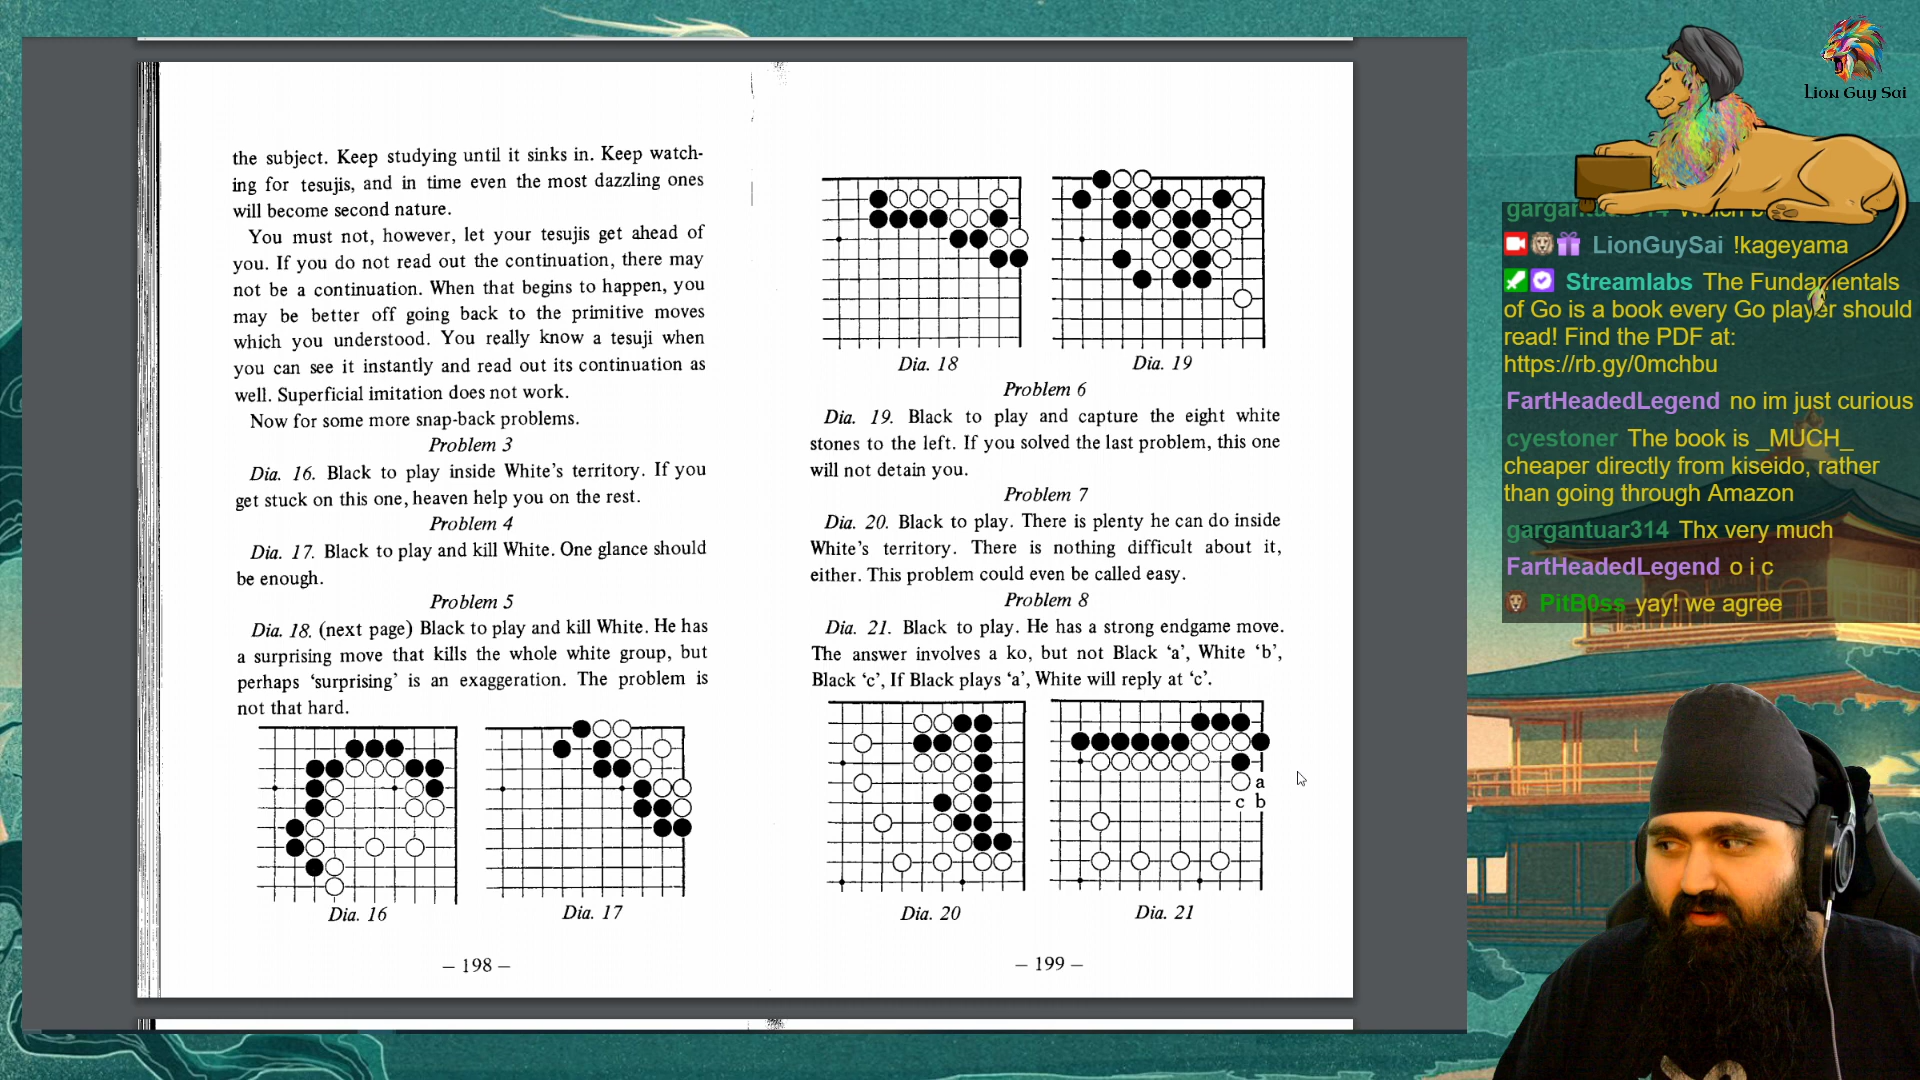 the subject. Keep studying until it sinks in. Keep watch-
ing for tesujis, and in time even the most dazzling ones
will become second nature.
You must not, however, let your tesujis get ahead of
you. If you do not read out the continuation, there may
not be a continuation. When that begins to happen, you
may be better off going back to the primitive moves
which you understood. You really know a tesuji when
you can see it instantly and read out its continuation as
well. Superficial imitation does not work.
Now for some more snap-back problems.
Problem 3
Dia. 16. Black to play inside White's territory. If you
get stuck on this one, heaven help you on the rest.
Problem 4
Dia. 17. Black to play and kill White. One glance should
be enough.
Problem 5
Dia. 18. (next page) Black to play and kill White. He has
a surprising move that kills the whole white group, but
perhaps 'surprising' is an exaggeration. The problem is
not that hard.
Dia. 16
Dia. 17
– 198 –
Dia. 18
Dia. 19
Problem 6
Dia. 19. Black to play and capture the eight white
stones to the left. If you solved the last problem, this one
will not detain you.
Problem 7
Dia. 20. Black to play. There is plenty he can do inside
White's territory. There is nothing difficult about it,
either. This problem could even be called easy.
Problem 8
Dia. 21. Black to play. He has a strong endgame move.
The answer involves a ko, but not Black 'a', White 'b',
Black 'c', If Black plays 'a', White will reply at 'c'.
a
c b
Dia. 20
Dia. 21
– 199 –
Lion Guy Sai
LionGuySai !kageyama
Streamlabs The Fundamentals
of Go is a book every Go player should
read! Find the PDF at:
https://rb.gy/0mchbu
FartHeadedLegend no im just curious
cyestoner The book is _MUCH_
cheaper directly from kiseido, rather
than going through Amazon
gargantuar314 Thx very much
FartHeadedLegend o i c
PitB0ss yay! we agree